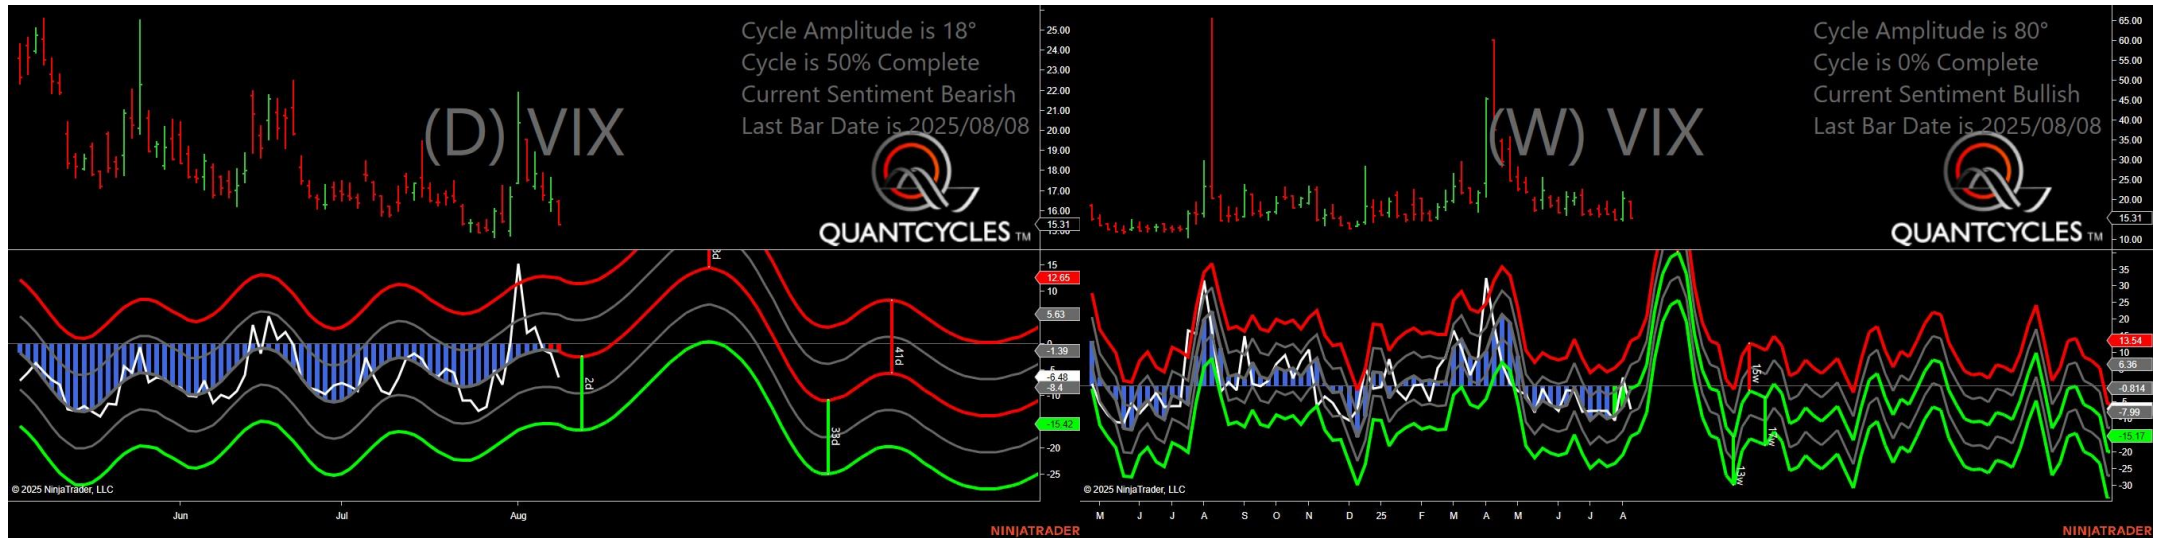 Cycle Amplitude is 18°
Cycle is 50% Complete
Current Sentiment Bearish
Last Bar Date is 2025/08/08
(D) VIX
QUANTCYCLES TM
25.00
24.00
23.00
22.00
21.00
20.00
19.00
18.00
17.00
16.00
15.31
15
12.65
10
5.63
0
-1.39
-6.48
-8.4
-10
-15.42
-20
-25
2d
33d
41d
© 2025 NinjaTrader, LLC
Jun
Jul
Aug
NINJATRADER
Cycle Amplitude is 80°
Cycle is 0% Complete
Current Sentiment Bullish
Last Bar Date is 2025/08/08
(W) VIX
QUANTCYCLES TM
65.00
60.00
55.00
50.00
45.00
40.00
35.00
30.00
25.00
20.00
15.31
10.00
35
30
25
20
13.54
10
6.36
-0.814
-7.99
-15.17
-20
-25
-30
15w
13w
© 2025 NinjaTrader, LLC
M J J A S O N D 25 F M A M J J A
NINJATRADER